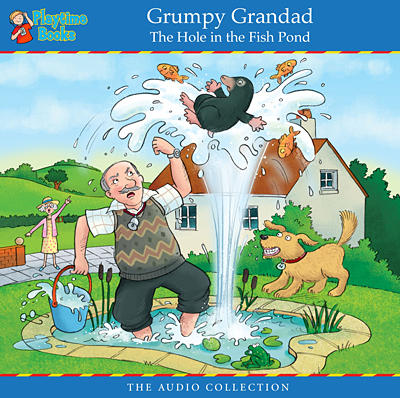 Playtime
Books
Grumpy Grandad
The Hole in the Fish Pond
THE AUDIO COLLECTION